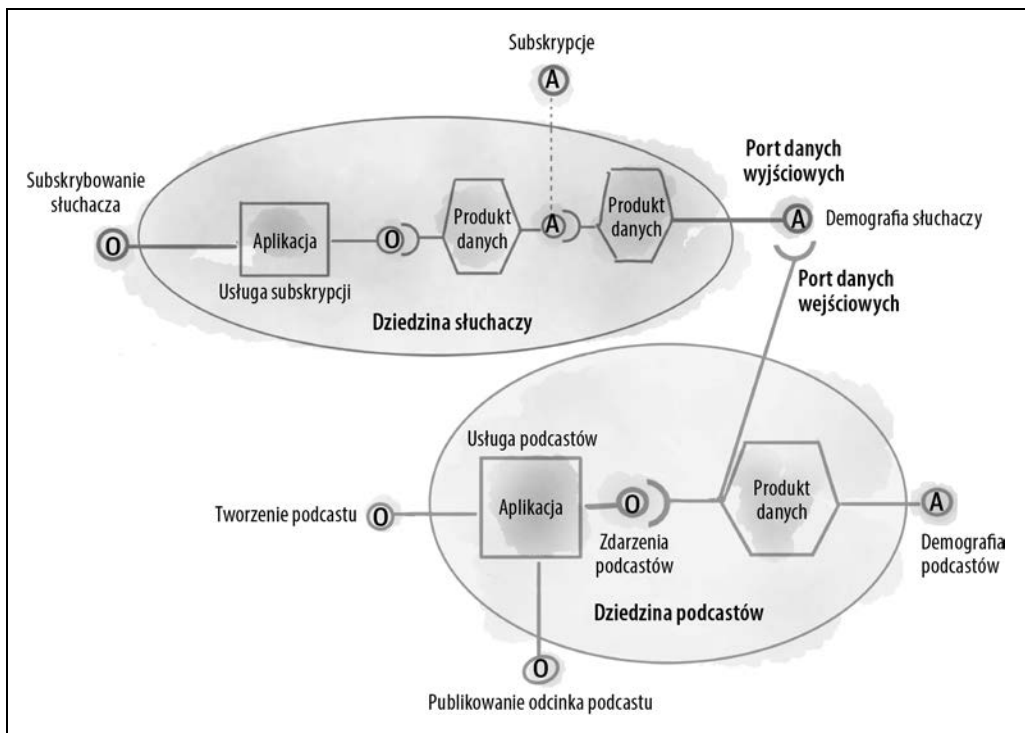 Subskrypcje
A
Port danych
wyjściowych
Subskrybowanie
słuchacza
O
Aplikacja
Usługa subskrypcji
O
Produkt
danych
A
Produkt
danych
A
Demografia słuchaczy
Port danych
wejściowych
Dziedzina słuchaczy
Usługa podcastów
Tworzenie podcastu
O
Aplikacja
O
Zdarzenia
podcastów
Produkt
danych
A
Demografia
podcastów
Dziedzina podcastów
O
Publikowanie odcinka podcastu